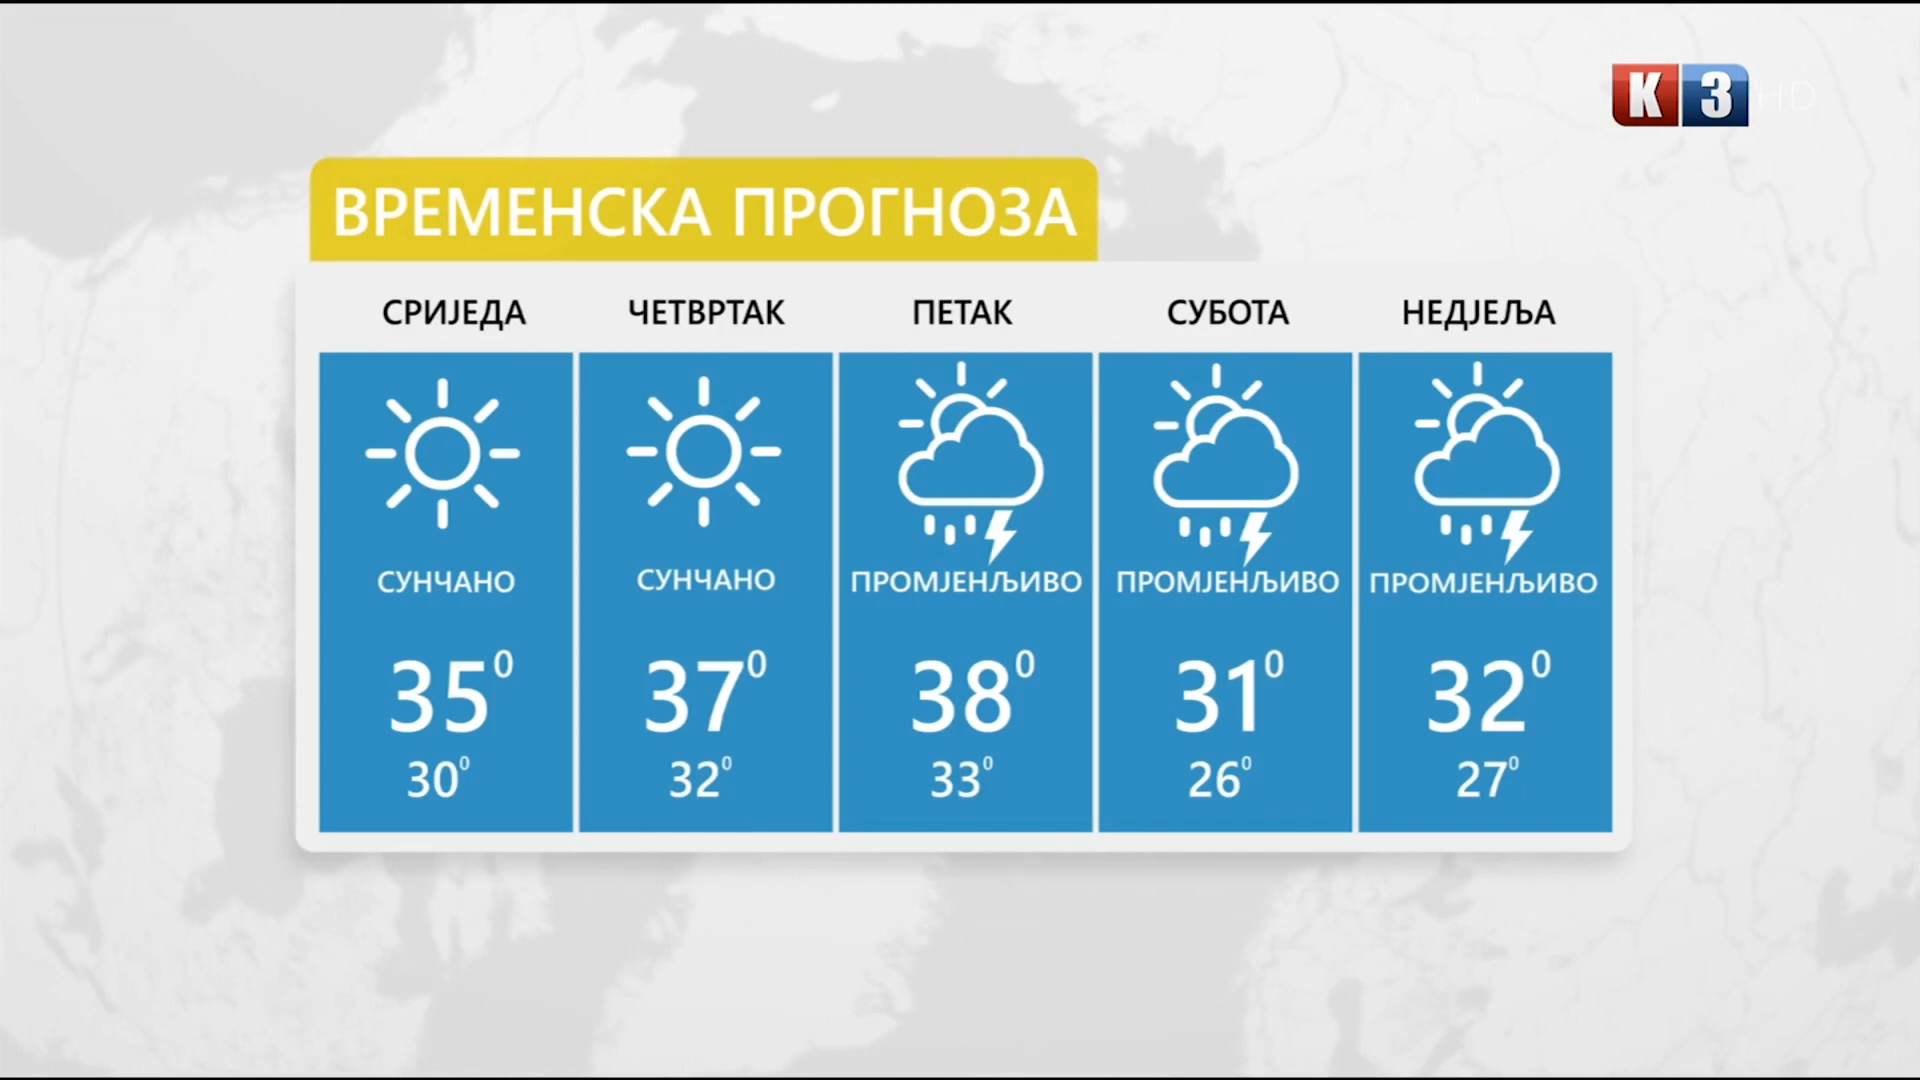 К 3 HD
ВРЕМЕНСКА ПРОГНОЗА
СРИЈЕДА ЧЕТВРТАК ПЕТАК СУБОТА НЕДЈЕЉА
СУНЧАНО СУНЧАНО ПРОМЈЕНЉИВО ПРОМЈЕНЉИВО ПРОМЈЕНЉИВО
35⁰ 37⁰ 38⁰ 31⁰ 32⁰
30⁰ 32⁰ 33⁰ 26⁰ 27⁰